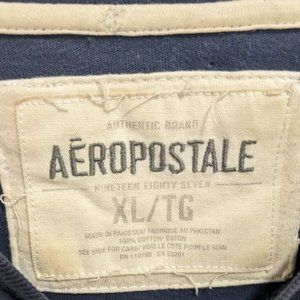 AUTHENTIC BRAND
AĒROPOSTALE
NINETEEN EIGHTY SEVEN
XL/TG
MADE IN PAKISTAN/ FABRIQUE AU PAKISTAN
100% COTTON/ COTON
SEE SIDE FOR CARE/ VOIR LE COTE POUR LE SOIN